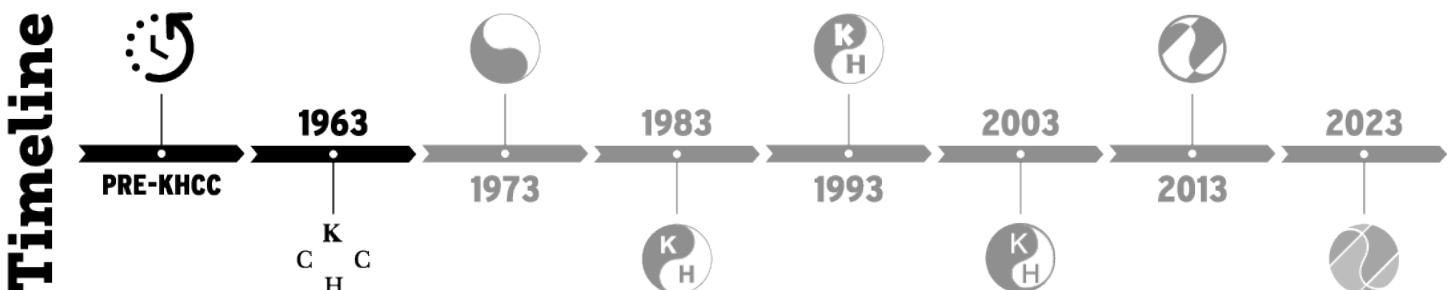 Timeline
PRE-KHCC
1963
K
C C
H
1973
1983
K
H
K
H
1993
2003
K
H
2013
2023